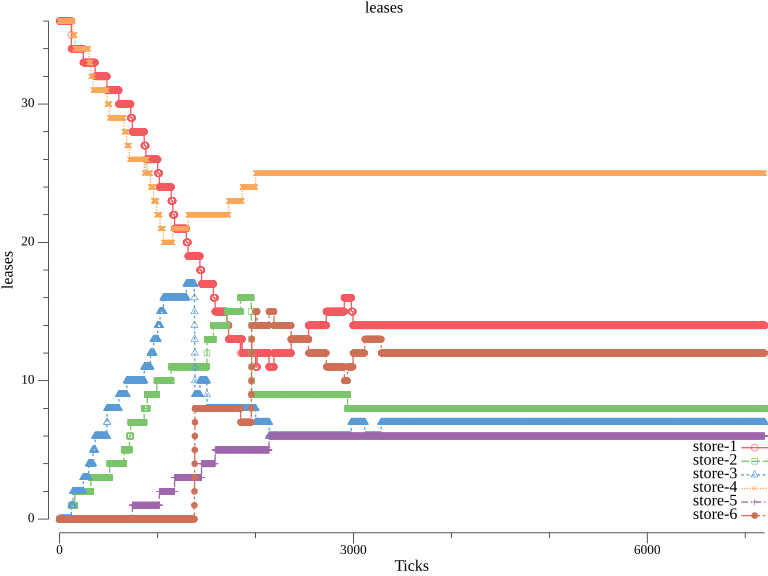 leases
30
20
10
0
leases
0
3000
6000
Ticks
store-1
store-2
store-3
store-4
store-5
store-6